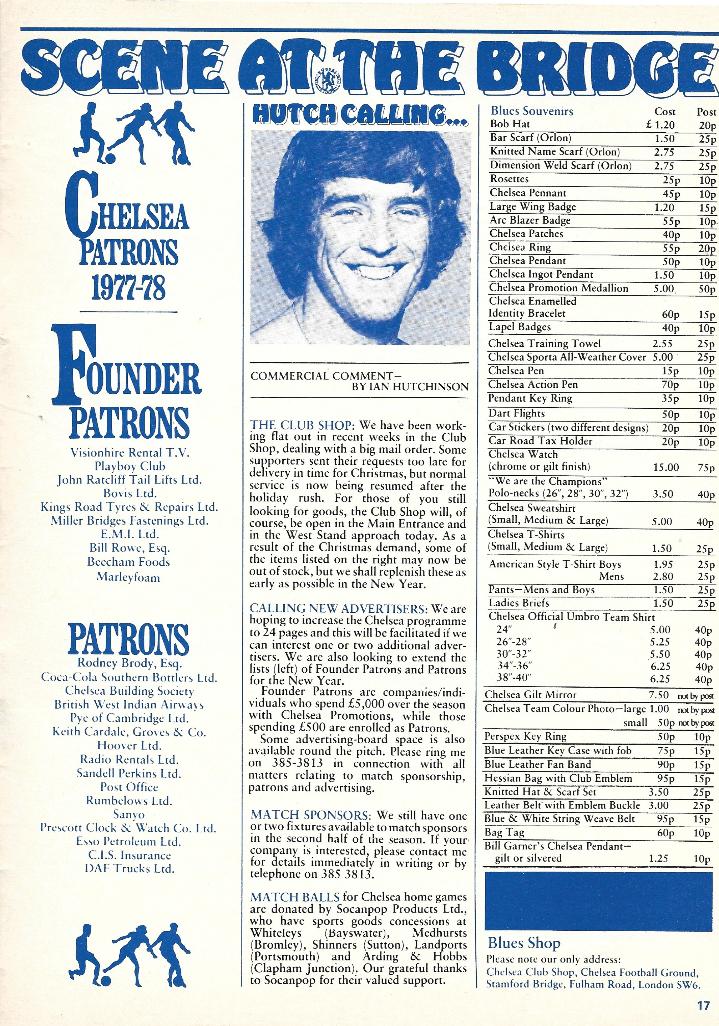 SCENE AT THE BRIDGE
CHELSEA
PATRONS
1977-78
FOUNDER
PATRONS
Visionhire Rental T.V.
Playboy Club
John Ratcliff Tail Lifts Ltd.
Bovis Ltd.
Kings Road Tyres & Repairs Ltd.
Miller Bridges Fastenings Ltd.
E.M.I. Ltd.
Bill Rowe, Esq.
Beecham Foods
Marleyfoam
PATRONS
Rodney Brody, Esq.
Coca-Cola Southern Bottlers Ltd.
Chelsea Building Society
British West Indian Airways
Pye of Cambridge Ltd.
Keith Cardale, Groves & Co.
Hoover Ltd.
Radio Rentals Ltd.
Sandell Perkins Ltd.
Post Office
Rumbelows Ltd.
Sanyo
Prescott Clock & Watch Co. Ltd.
Esso Petroleum Ltd.
C.I.S. Insurance
DAF Trucks Ltd.
HUTCH CALLING...
COMMERCIAL COMMENT—
BY IAN HUTCHINSON
THE CLUB SHOP: We have been work-
ing flat out in recent weeks in the Club
Shop, dealing with a big mail order. Some
supporters sent their requests too late for
delivery in time for Christmas, but normal
service is now being resumed after the
holiday rush. For those of you still
looking for goods, the Club Shop will, of
course, be open in the Main Entrance and
in the West Stand approach today. As a
result of the Christmas demand, some of
the items listed on the right may now be
out of stock, but we shall replenish these as
early as possible in the New Year.
CALLING NEW ADVERTISERS: We are
hoping to increase the Chelsea programme
to 24 pages and this will be facilitated if we
can interest one or two additional adver-
tisers. We are also looking to extend the
lists (left) of Founder Patrons and Patrons
for the New Year.
Founder Patrons are companies/indi-
viduals who spend £5,000 over the season
with Chelsea Promotions, while those
spending £500 are enrolled as Patrons.
Some advertising-board space is also
available round the pitch. Please ring me
on 385-3813 in connection with all
matters relating to match sponsorship,
patrons and advertising.
MATCH SPONSORS: We still have one
or two fixtures available to match sponsors
in the second half of the season. If your
company is interested, please contact me
for details immediately in writing or by
telephone on 385 3813.
MATCH BALLS for Chelsea home games
are donated by Socanpop Products Ltd.,
who have sports goods concessions at
Whiteleys (Bayswater), Medhursts
(Bromley), Shinners (Sutton), Landports
(Portsmouth) and Arding & Hobbs
(Clapham Junction). Our grateful thanks
to Socanpop for their valued support.
Blues Souvenirs Cost Post
Bob Hat £ 1.20 20p
Bar Scarf (Orlon) 1.50 25p
Knitted Name Scarf (Orlon) 2.75 25p
Dimension Weld Scarf (Orlon) 2.75 25p
Rosettes 25p 10p
Chelsea Pennant 45p 10p
Large Wing Badge 1.20 15p
Arc Blazer Badge 55p 10p
Chelsea Patches 40p 10p
Chelsea Ring 55p 20p
Chelsea Pendant 50p 10p
Chelsea Ingot Pendant 1.50 10p
Chelsea Promotion Medallion 5.00 50p
Chelsea Enamelled
Identity Bracelet 60p 15p
Lapel Badges 40p 10p
Chelsea Training Towel 2.55 25p
Chelsea Sports All-Weather Cover 5.00 25p
Chelsea Pen 15p 10p
Chelsea Action Pen 70p 10p
Pendant Key Ring 35p 10p
Dart Flights 50p 10p
Car Stickers (two different designs) 20p 10p
Car Road Tax Holder 20p 10p
Chelsea Watch
(chrome or gilt finish) 15.00 75p
"We are the Champions"
Polo-necks (26", 28", 30", 32") 3.50 40p
Chelsea Sweatshirt
(Small, Medium & Large) 5.00 40p
Chelsea T-Shirts
(Small, Medium & Large) 1.50 25p
American Style T-Shirt Boys 1.95 25p
Mens 2.80 25p
Pants—Mens and Boys 1.50 25p
Ladies Briefs 1.50 25p
Chelsea Official Umbro Team Shirt
24" 5.00 40p
26"-28" 5.25 40p
30"-32" 5.50 40p
34"-36" 6.25 40p
38"-40" 6.25 40p
Chelsea Gilt Mirror 7.50 not by post
Chelsea Team Colour Photo—large 1.00 not by post
small 50p not by post
Perspex Key Ring 50p 10p
Blue Leather Key Case with fob 75p 15p
Blue Leather Fan Band 90p 15p
Hessian Bag with Club Emblem 95p 15p
Knitted Hat & Scarf Set 3.50 25p
Leather Belt with Emblem Buckle 3.00 25p
Blue & White String Weave Belt 95p 15p
Bag Tag 60p 10p
Bill Garner's Chelsea Pendant—
gilt or silvered 1.25 10p
Blues Shop
Please note our only address:
Chelsea Club Shop, Chelsea Football Ground,
Stamford Bridge, Fulham Road, London SW6.
17